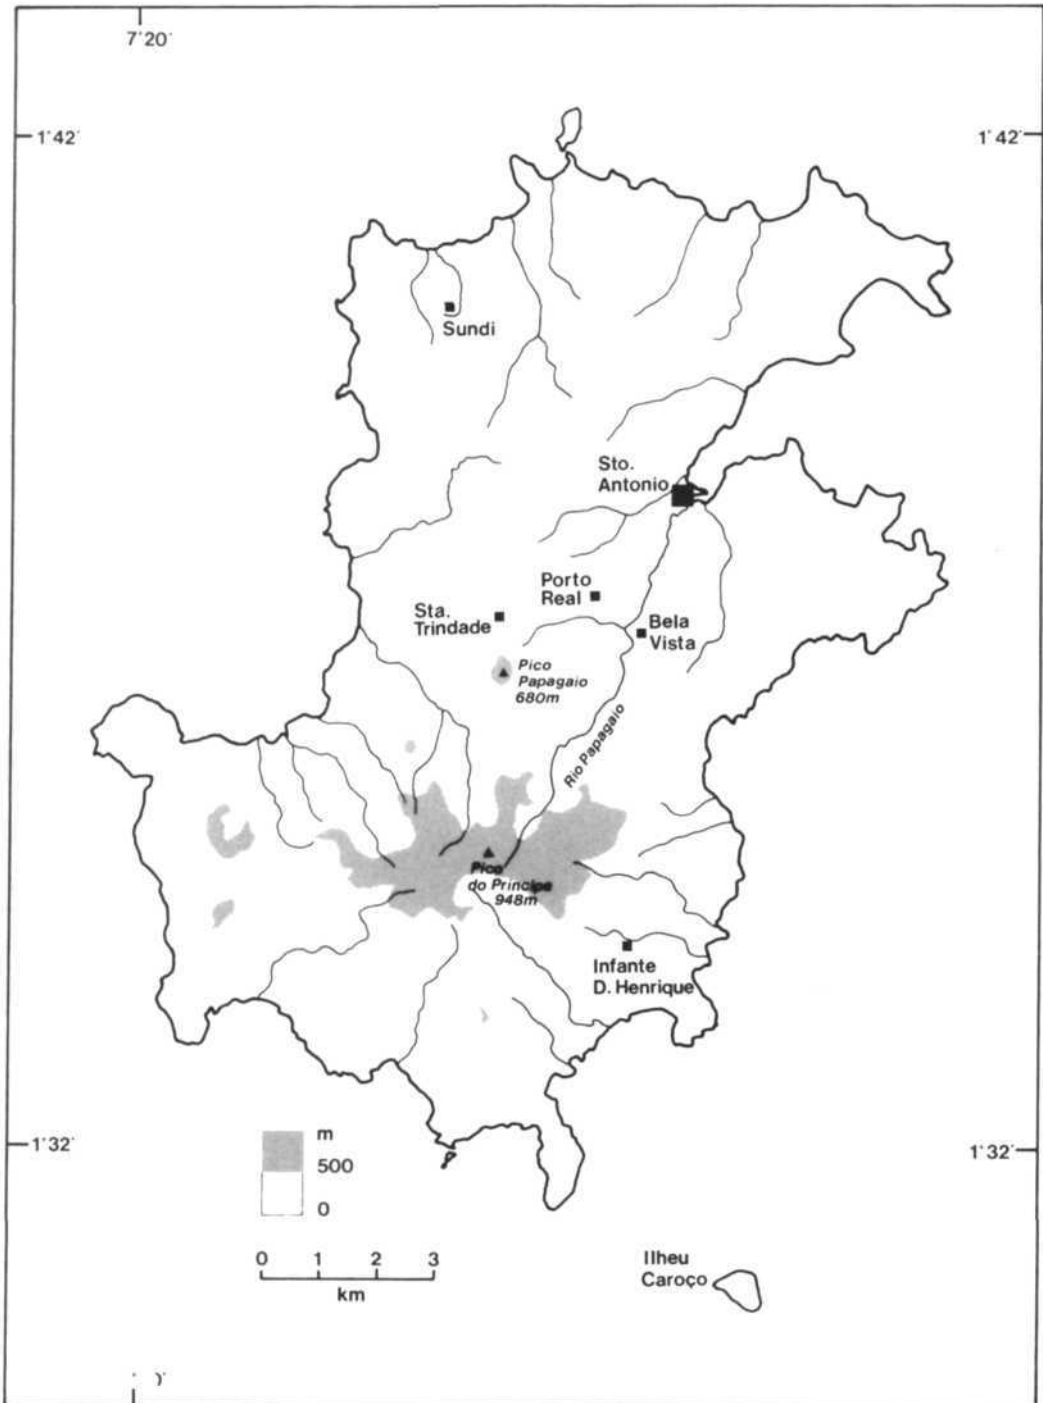 7°20'
1°42'
1°42'
Sundi
Sto.
Antonio
Porto
Real
Sta.
Trindade
Bela
Vista
Pico
Papagaio
680m
Rio Papagaio
Pico
do Principe
948m
Infante
D. Henrique
m
500
0
1°32'
1°32'
0 1 2 3
km
Ilheu
Caroço